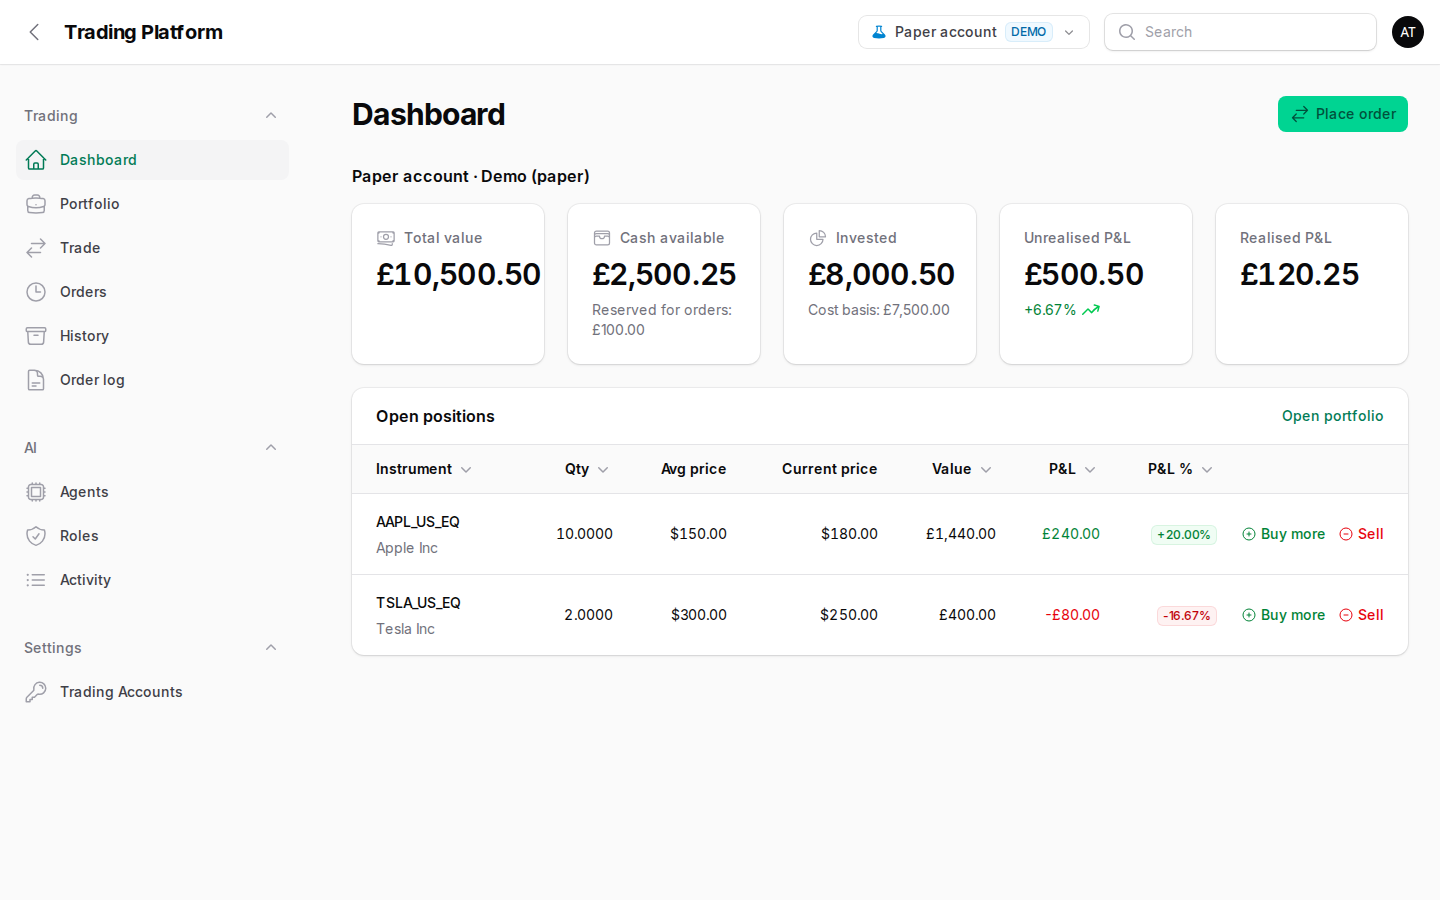 Trading Platform
Paper account DEMO
Search
AT
Trading
Dashboard
Portfolio
Trade
Orders
History
Order log
AI
Agents
Roles
Activity
Settings
Trading Accounts
Dashboard
Place order
Paper account · Demo (paper)
Total value
£10,500.50
Cash available
£2,500.25
Reserved for orders:
£100.00
Invested
£8,000.50
Cost basis: £7,500.00
Unrealised P&L
£500.50
+6.67%
Realised P&L
£120.25
Open positions
Open portfolio
Instrument Qty Avg price Current price Value P&L P&L %
AAPL_US_EQ
Apple Inc
10.0000 $150.00 $180.00 £1,440.00 £240.00 +20.00% Buy more Sell
TSLA_US_EQ
Tesla Inc
2.0000 $300.00 $250.00 £400.00 -£80.00 -16.67% Buy more Sell